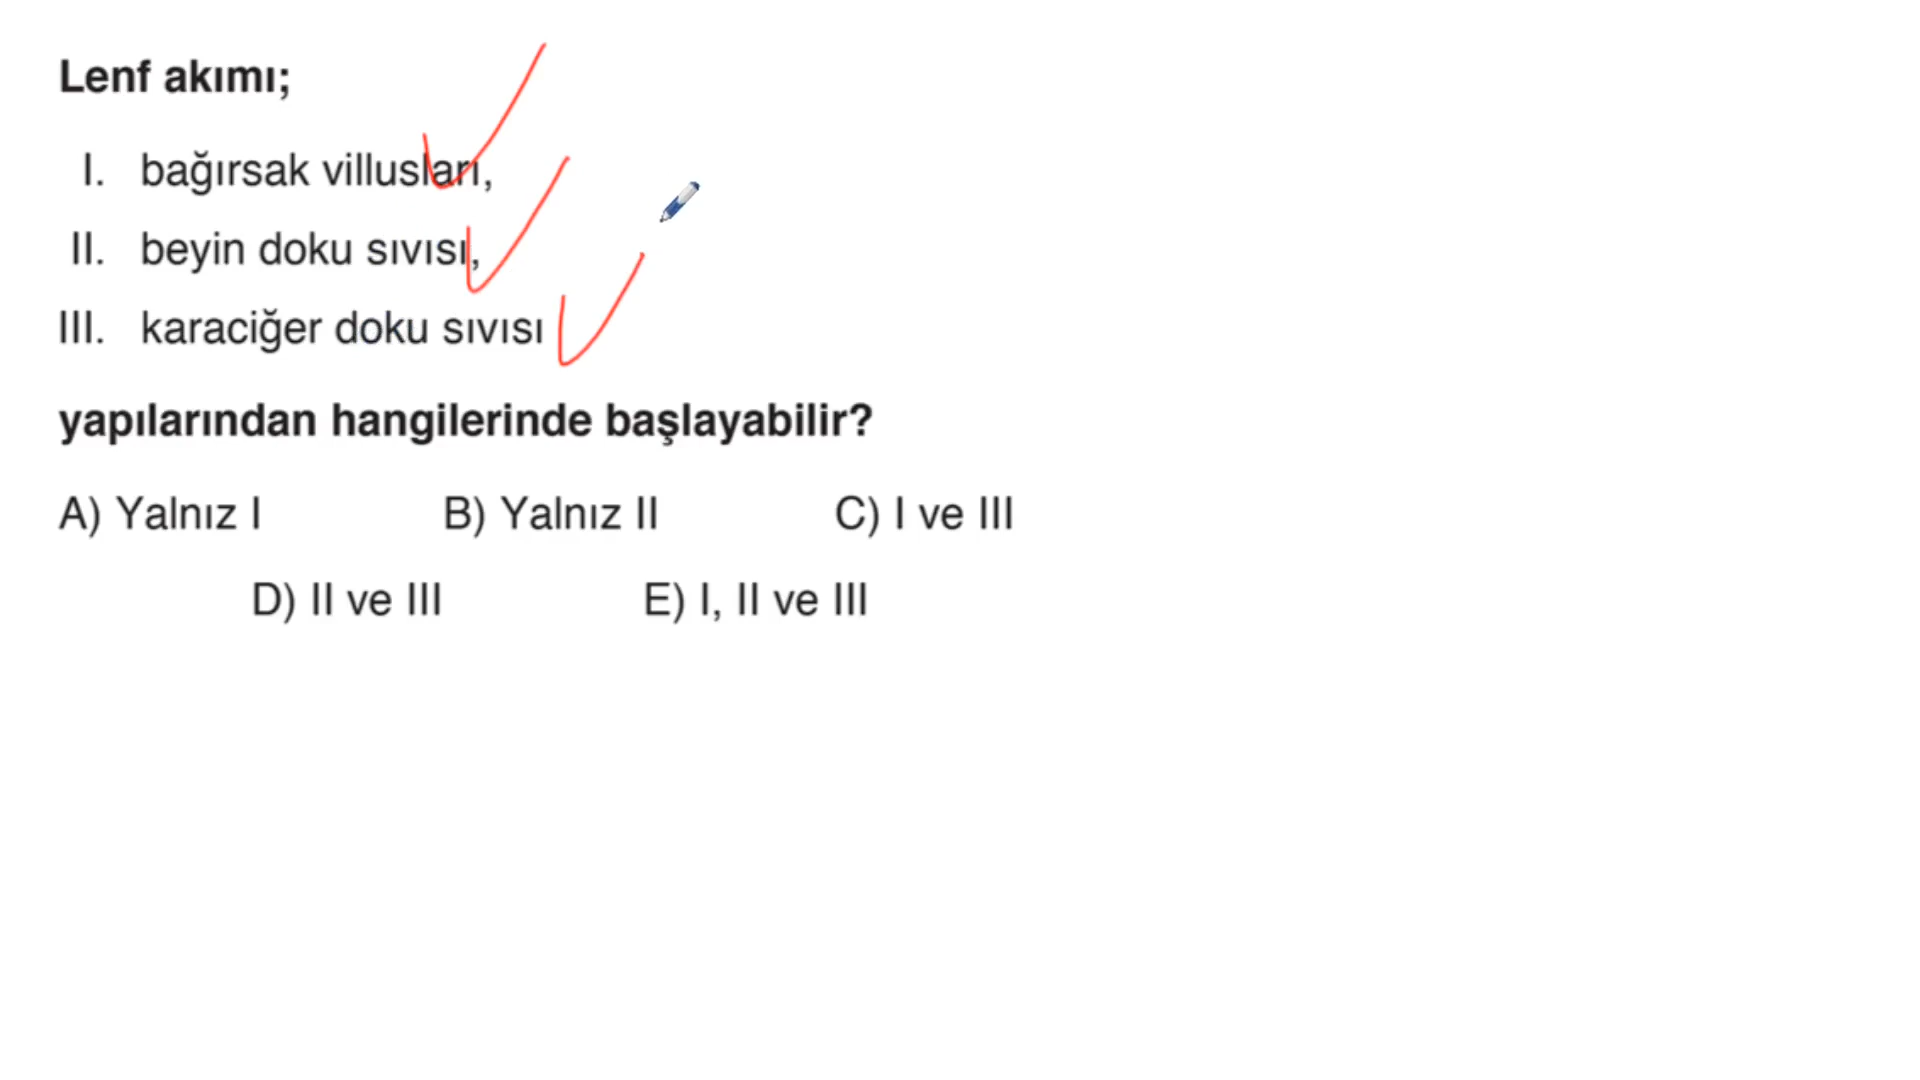 Lenf akımı;
I. bağırsak villusları,
II. beyin doku sıvısı,
III. karaciğer doku sıvısı
yapılarından hangilerinde başlayabilir?
A) Yalnız I B) Yalnız II C) I ve III
D) II ve III E) I, II ve III